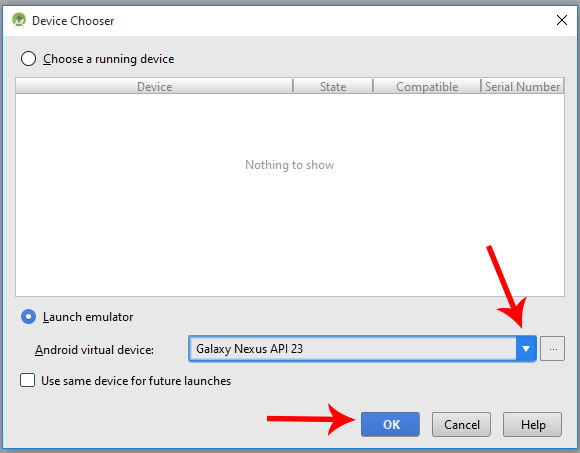 Device Chooser
Choose a running device
Device State Compatible Serial Number
Nothing to show
Launch emulator
Android virtual device: Galaxy Nexus API 23 ...
Use same device for future launches
OK Cancel Help